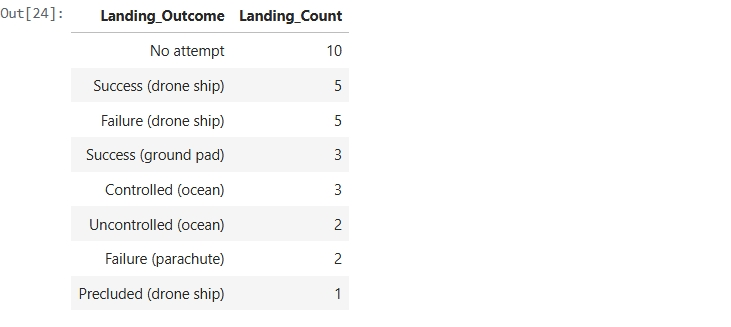 Out[24]: Landing_Outcome Landing_Count
No attempt 10
Success (drone ship) 5
Failure (drone ship) 5
Success (ground pad) 3
Controlled (ocean) 3
Uncontrolled (ocean) 2
Failure (parachute) 2
Precluded (drone ship) 1